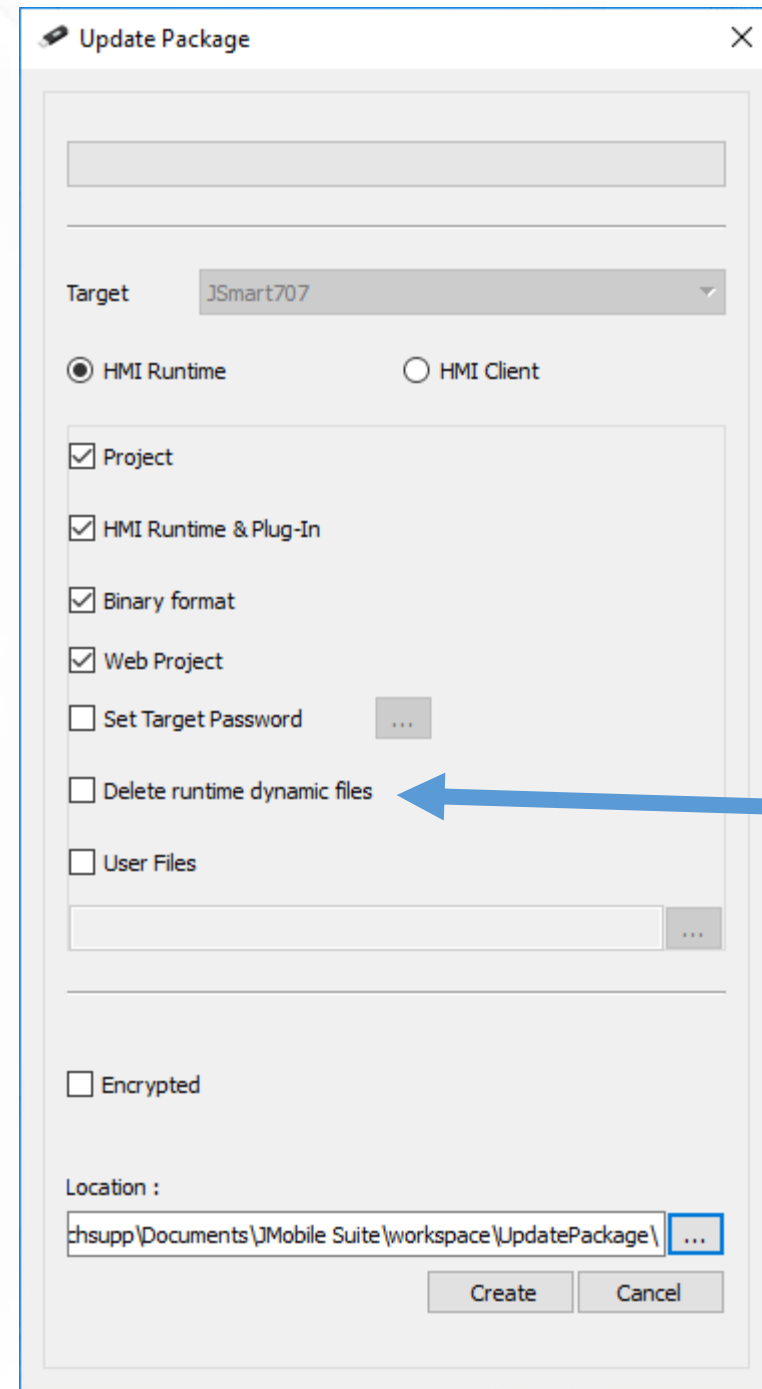 Update Package
Target JSmart707
HMI Runtime HMI Client
Project
HMI Runtime & Plug-In
Binary format
Web Project
Set Target Password ...
Delete runtime dynamic files
User Files
...
Encrypted
Location :
chsupp\Documents\JMobile Suite\workspace\UpdatePackage\ ...
Create Cancel